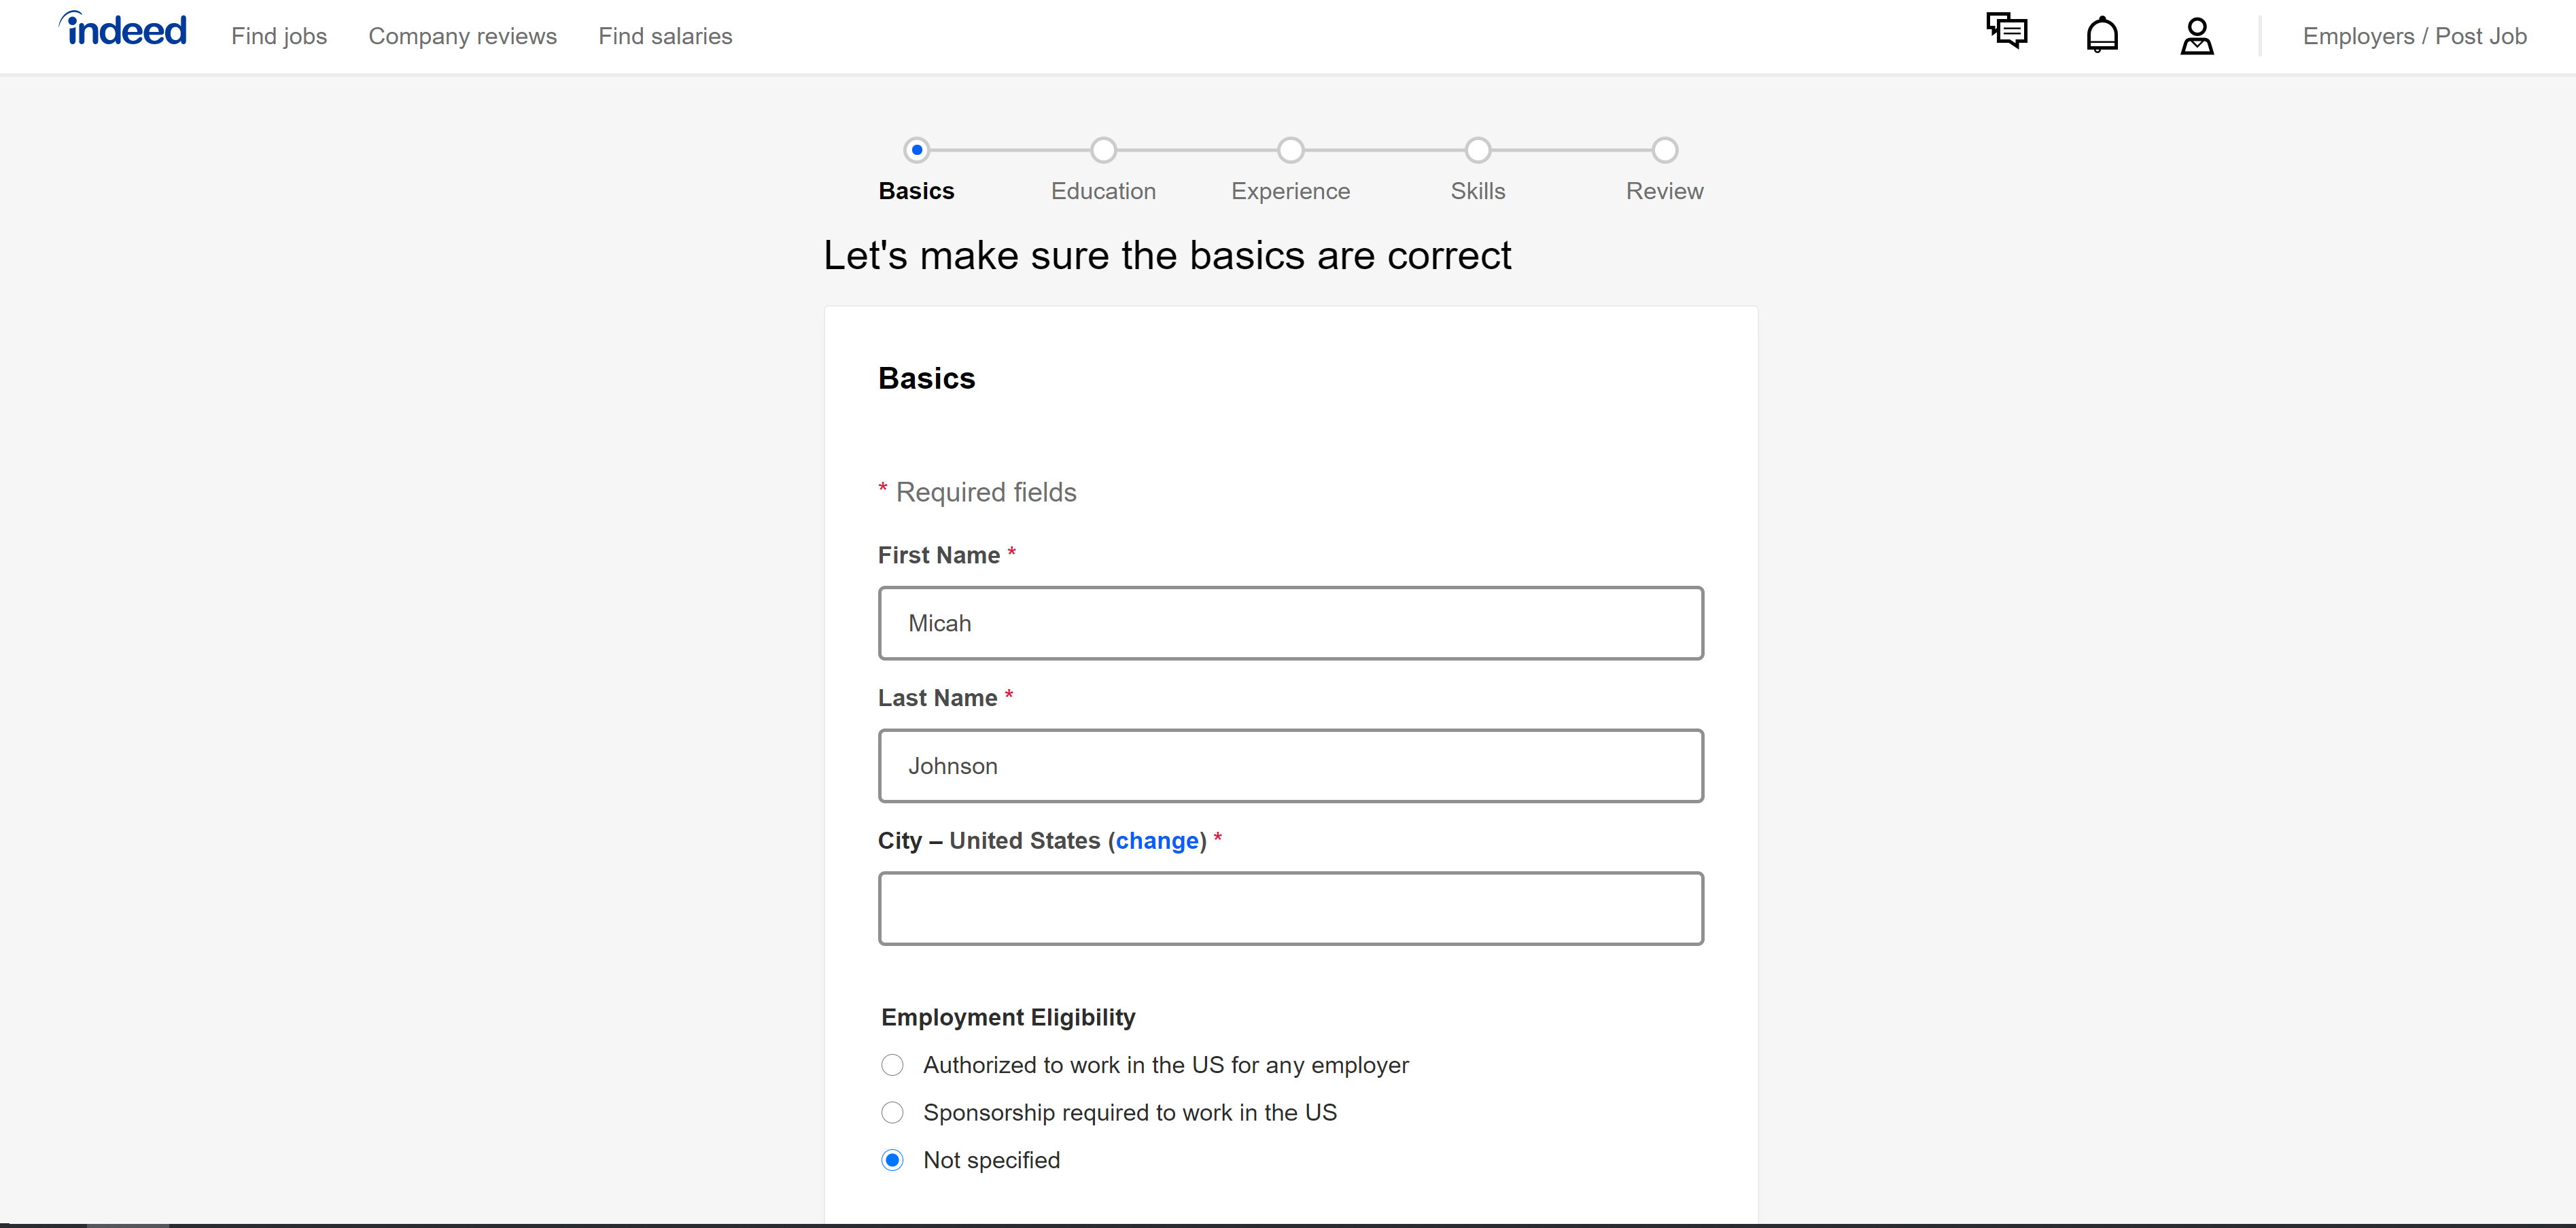 indeed Find jobs Company reviews Find salaries Employers / Post Job
Basics Education Experience Skills Review
Let's make sure the basics are correct
Basics
* Required fields
First Name *
Micah
Last Name *
Johnson
City – United States (change) *
Employment Eligibility
Authorized to work in the US for any employer
Sponsorship required to work in the US
Not specified